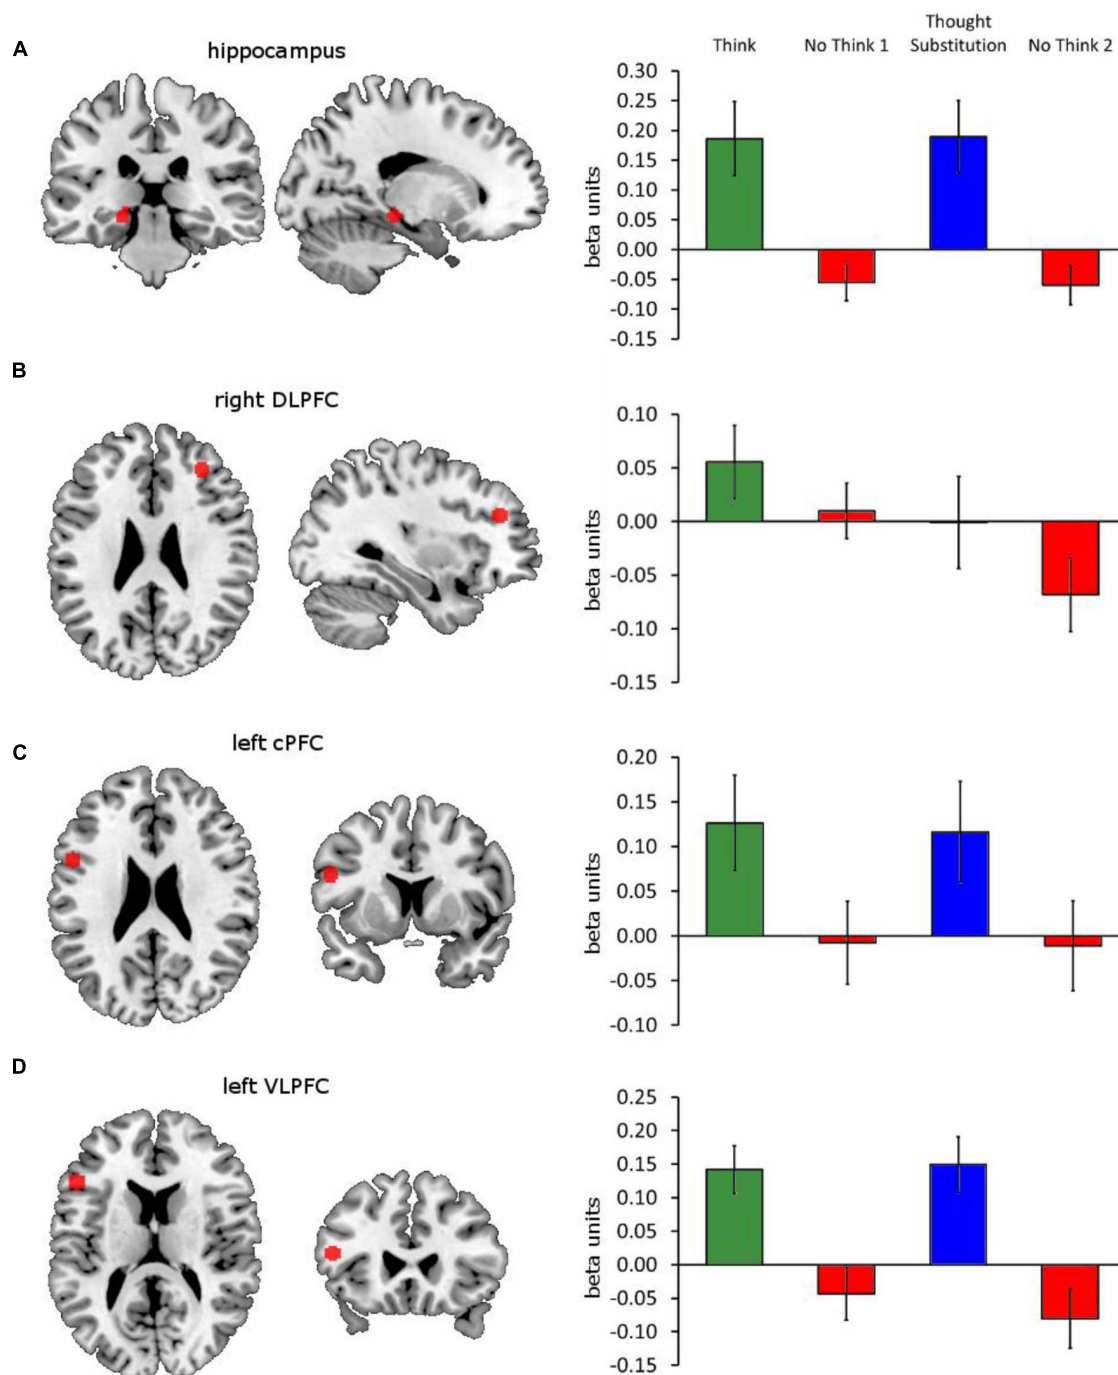 A
hippocampus
Think
No Think 1
Thought
Substitution
No Think 2
beta units
0.30
0.25
0.20
0.15
0.10
0.05
0.00
-0.05
-0.10
-0.15
B
right DLPFC
beta units
0.10
0.05
0.00
-0.05
-0.10
-0.15
C
left cPFC
beta units
0.20
0.15
0.10
0.05
0.00
-0.05
-0.10
D
left VLPFC
beta units
0.25
0.20
0.15
0.10
0.05
0.00
-0.05
-0.10
-0.15